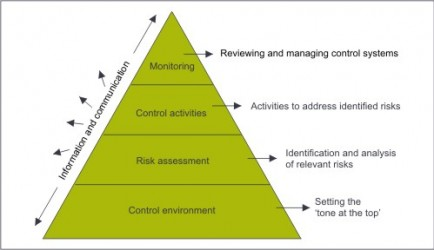 Reviewing and managing control systems
Monitoring
Information and communication
Control activities
Activities to address identified risks
Risk assessment
Identification and analysis
of relevant risks
Control environment
Setting the
‘tone at the top’